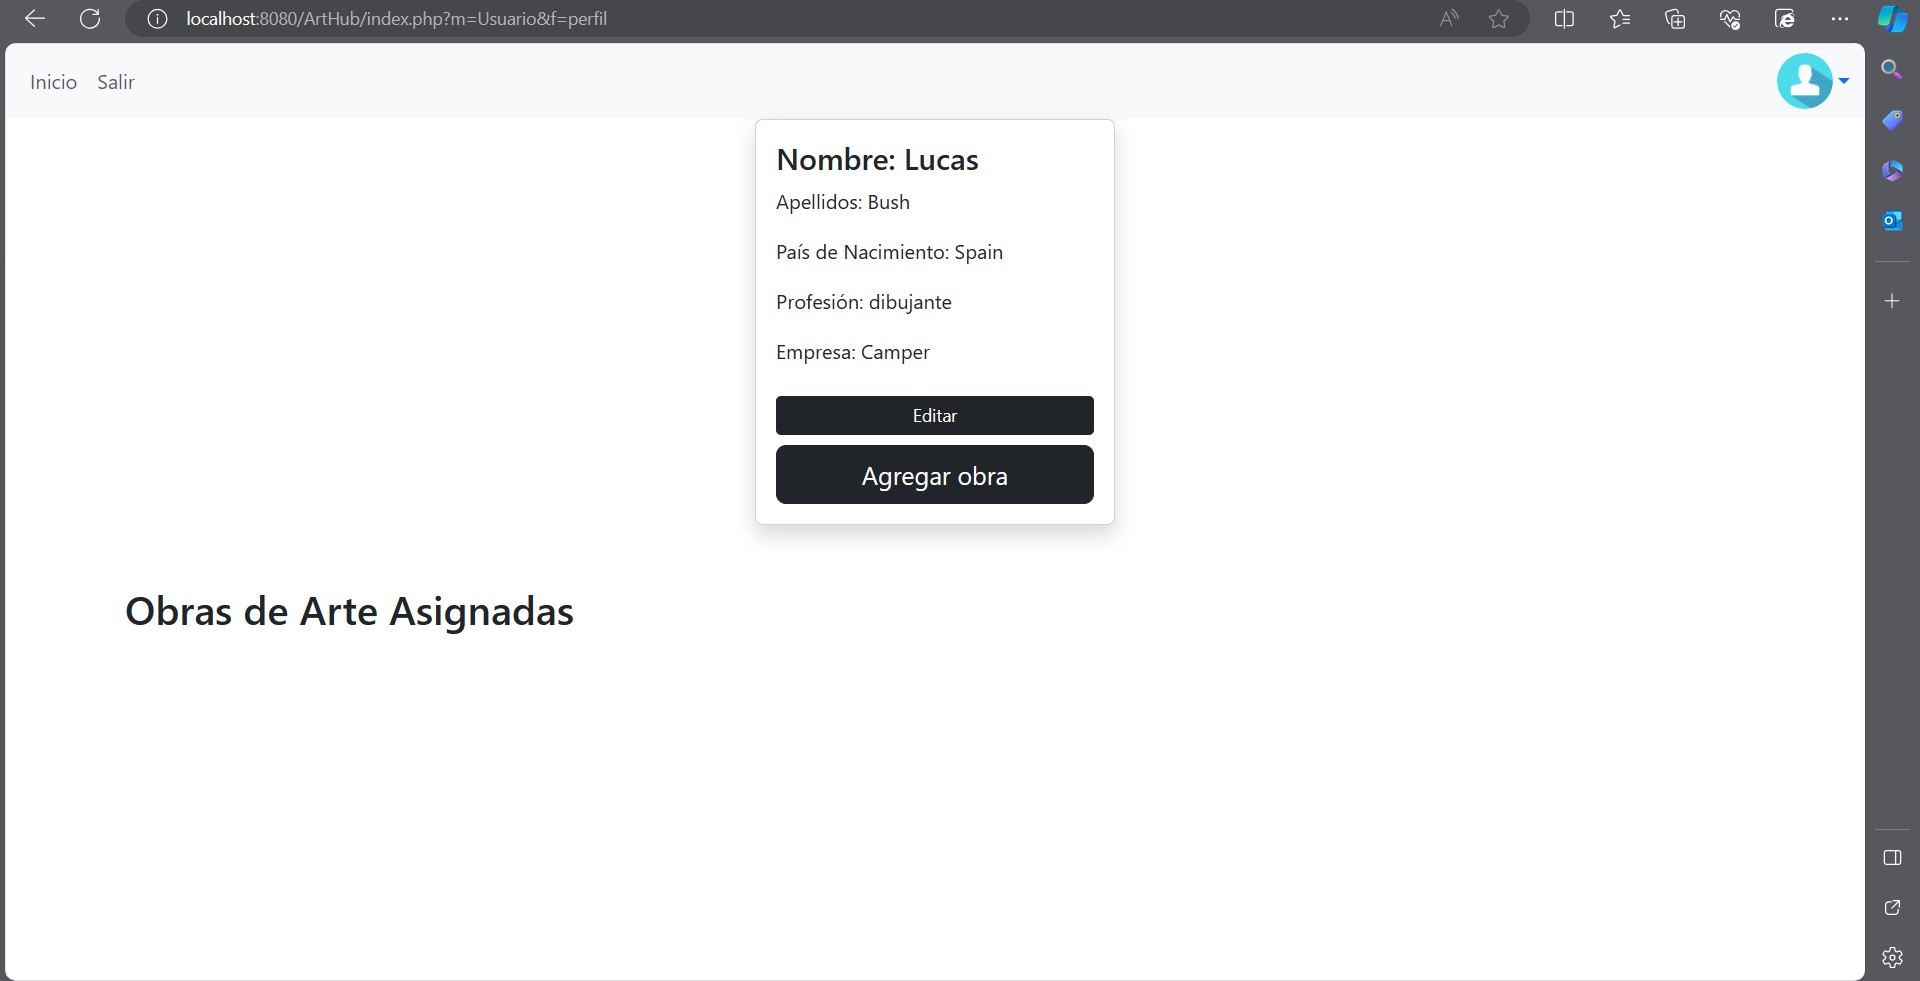 localhost:8080/ArtHub/index.php?m=Usuario&f=perfil
Inicio Salir
Nombre: Lucas
Apellidos: Bush
País de Nacimiento: Spain
Profesión: dibujante
Empresa: Camper
Editar
Agregar obra
Obras de Arte Asignadas